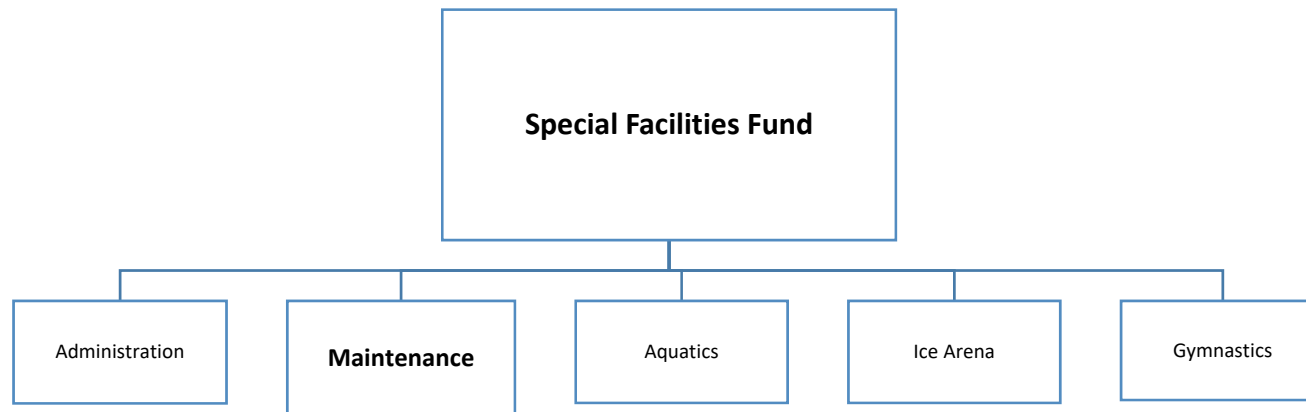 Special Facilities Fund
Administration
Maintenance
Aquatics
Ice Arena
Gymnastics